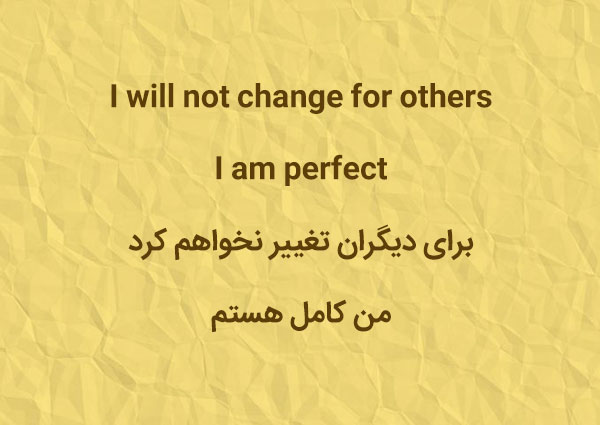 I will not change for others
I am perfect
برای دیگران تغییر نخواهم کرد
من کامل هستم